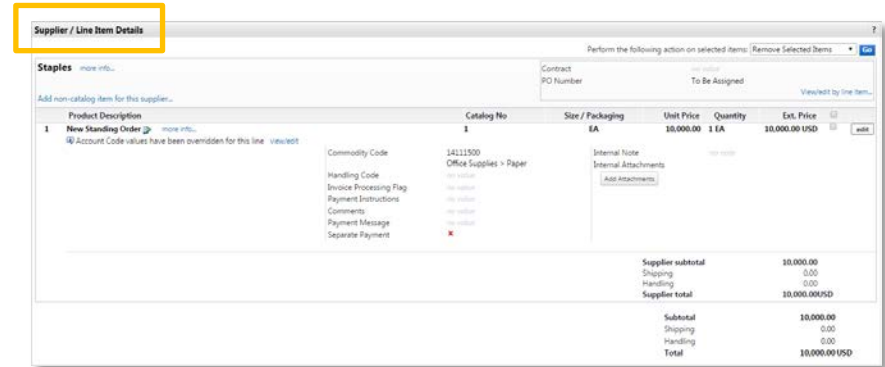 Supplier / Line Item Details ?
Perform the following action on selected items: Remove Selected Items Go
Staples more info...
Contract no value
PO Number To Be Assigned
Add non-catalog item for this supplier...
View/edit by line item...
Product Description Catalog No Size / Packaging Unit Price Quantity Ext. Price
1 New Standing Order more info... 1 EA 10,000.00 1 EA 10,000.00 USD edit
Account Code values have been overridden for this line view/edit
Commodity Code 14111500 Internal Note no note
Office Supplies > Paper Internal Attachments
Handling Code no value Add Attachments
Invoice Processing Flag no value
Payment Instructions no value
Comments no value
Payment Message no value
Separate Payment
Supplier subtotal 10,000.00
Shipping 0.00
Handling 0.00
Supplier total 10,000.00USD
Subtotal 10,000.00
Shipping 0.00
Handling 0.00
Total 10,000.00 USD